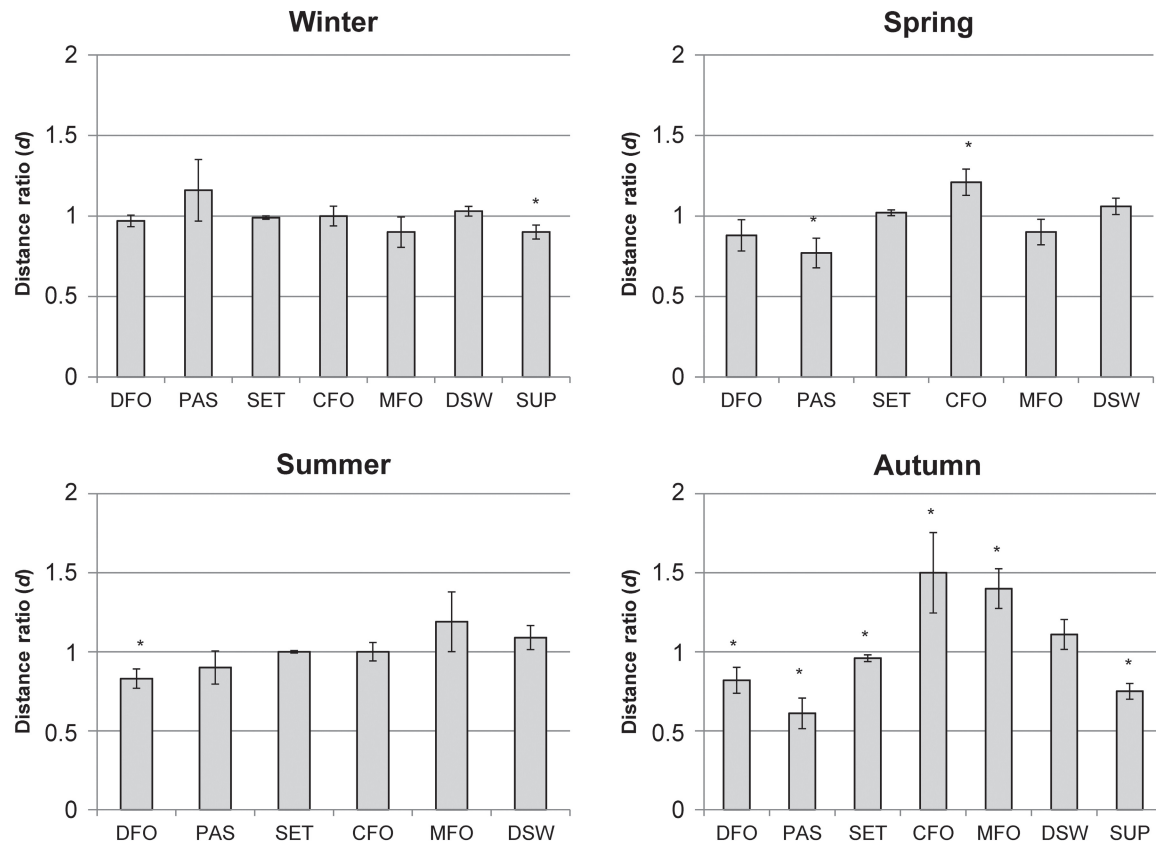 Winter
Distance ratio (d)
2
1.5
1
0.5
0
*
DFO PAS SET CFO MFO DSW SUP
Spring
Distance ratio (d)
2
1.5
1
0.5
0
* *
DFO PAS SET CFO MFO DSW
Summer
Distance ratio (d)
2
1.5
1
0.5
0
*
DFO PAS SET CFO MFO DSW
Autumn
Distance ratio (d)
2
1.5
1
0.5
0
* * * * * *
DFO PAS SET CFO MFO DSW SUP